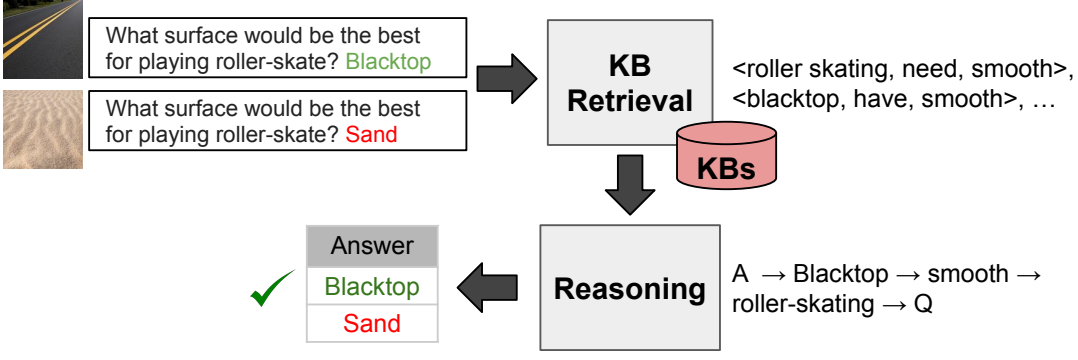 What surface would be the best
for playing roller-skate? Blacktop
What surface would be the best
for playing roller-skate? Sand
KB
Retrieval
KBs
<roller skating, need, smooth>,
<blacktop, have, smooth>, …
Reasoning
A → Blacktop → smooth →
roller-skating → Q
Answer
Blacktop
Sand